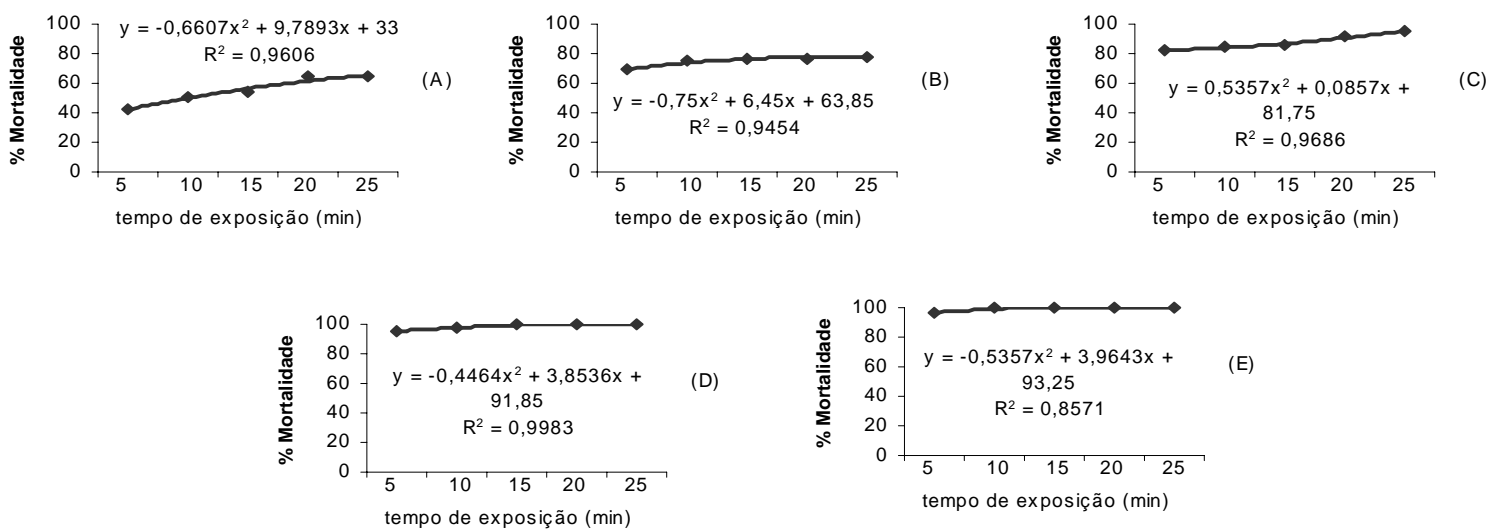 y = -0,6607x² + 9,7893x + 33
R² = 0,9606
% Mortalidade
100
80
60
40
20
0
5 10 15 20 25
tempo de exposição (min)
(A)
% Mortalidade
100
80
60
40
20
0
y = -0,75x² + 6,45x + 63,85
R² = 0,9454
5 10 15 20 25
tempo de exposição (min)
(B)
% Mortalidade
100
80
60
40
20
0
y = 0,5357x² + 0,0857x +
81,75
R² = 0,9686
5 10 15 20 25
tempo de exposição (min)
(C)
% Mortalidade
100
80
60
40
20
0
y = -0,4464x² + 3,8536x +
91,85
R² = 0,9983
5 10 15 20 25
tempo de exposição (min)
(D)
% Mortalidade
100
80
60
40
20
0
y = -0,5357x² + 3,9643x +
93,25
R² = 0,8571
5 10 15 20 25
tempo de exposição (min)
(E)